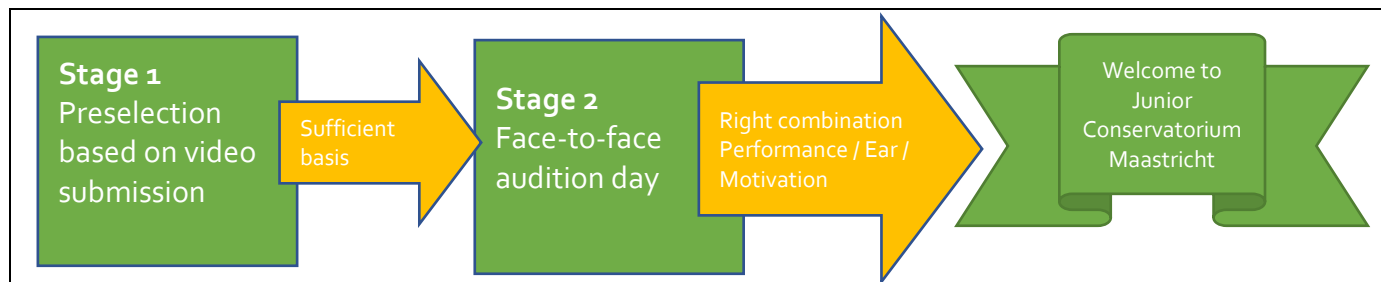 Stage 1
Preselection
based on video
submission
Sufficient
basis
Stage 2
Face-to-face
audition day
Right combination
Performance / Ear /
Motivation
Welcome to
Junior
Conservatorium
Maastricht